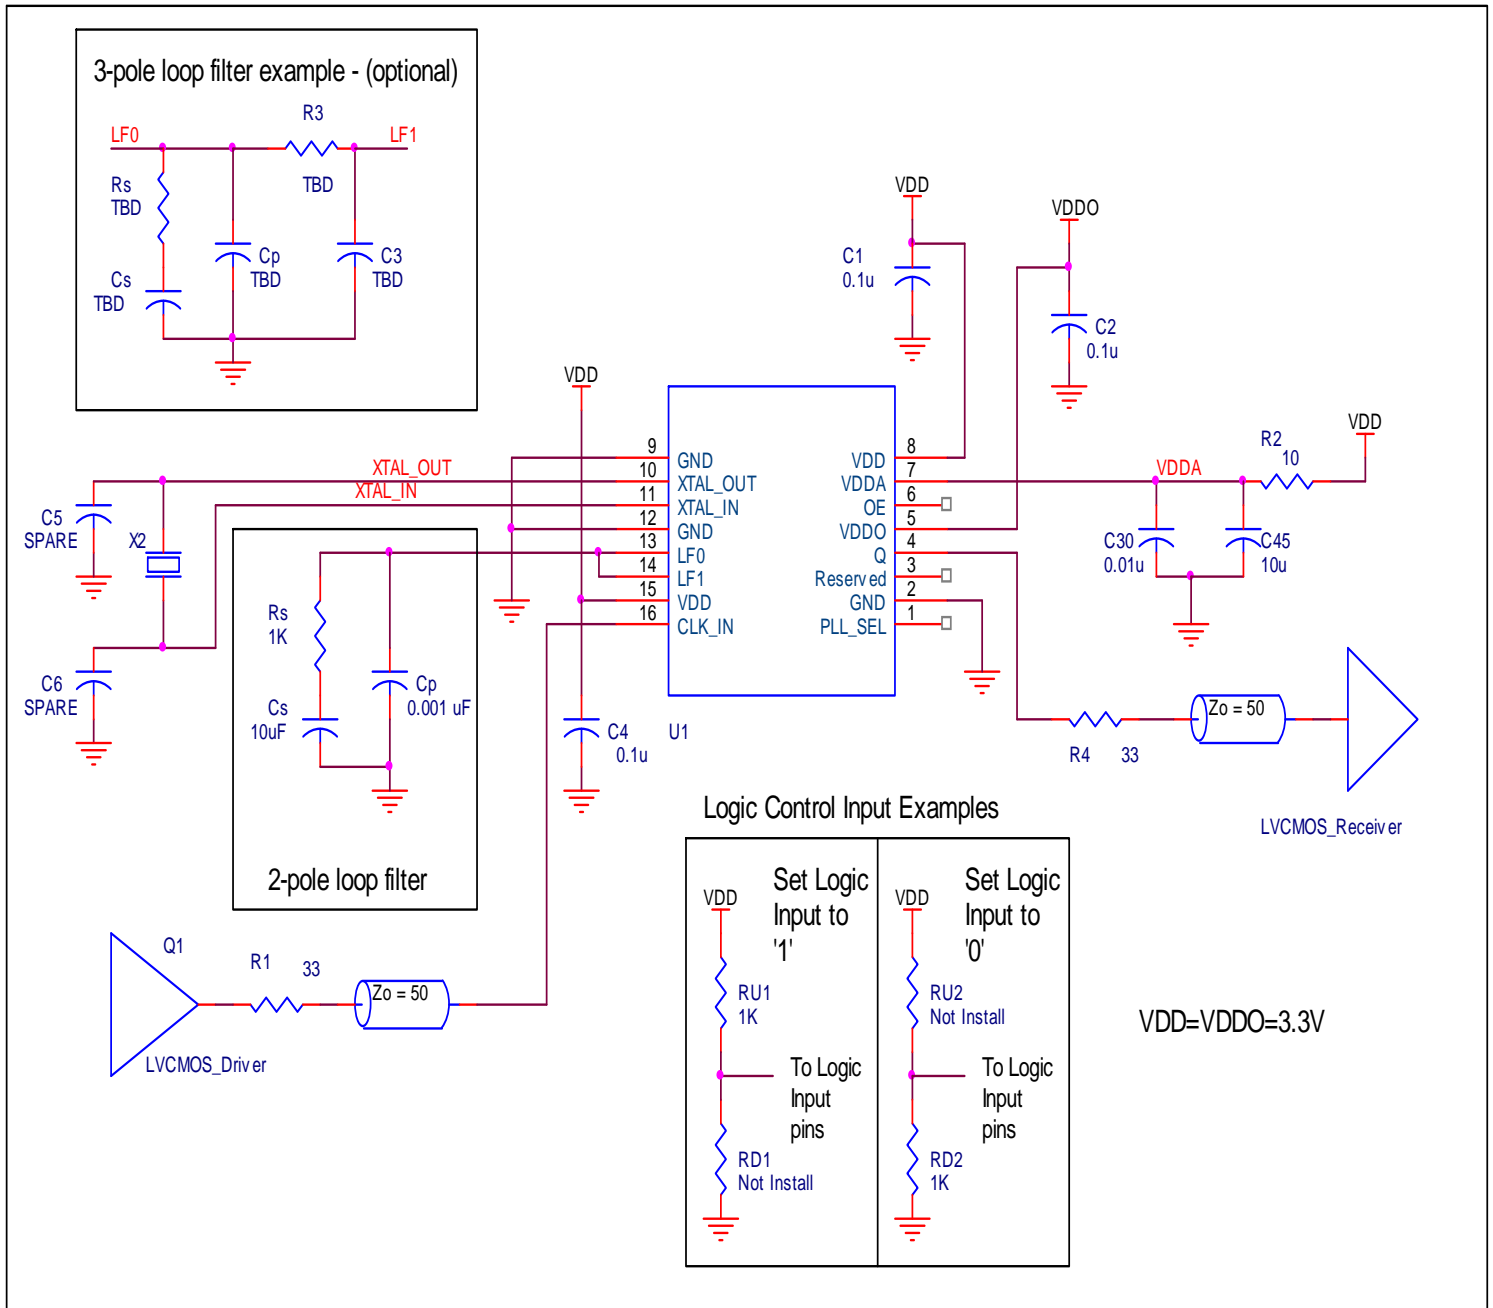 3-pole loop filter example - (optional)
R3
LF0
LF1
TBD
Rs
TBD
Cp
TBD
C3
TBD
Cs
TBD
VDD
VDDO
C1
0.1u
C2
0.1u
VDD
VDD
R2
10
VDDA
XTAL_OUT
XTAL_IN
9
GND
10
XTAL_OUT
11
XTAL_IN
12
GND
13
LF0
14
LF1
15
VDD
16
CLK_IN
VDD
8
VDDA
7
OE
6
VDDO
5
Q
4
Reserved
3
GND
2
PLL_SEL
1
C5
SPARE
X2
C6
SPARE
C30
0.01u
C45
10u
Rs
1K
Cs
10uF
Cp
0.001 uF
2-pole loop filter
C4
0.1u
U1
R4
33
Zo = 50
LVCMOS_Receiver
Logic Control Input Examples
VDD
Set Logic
Input to
'1'
RU1
1K
To Logic
Input
pins
RD1
Not Install
VDD
Set Logic
Input to
'0'
RU2
Not Install
To Logic
Input
pins
RD2
1K
Q1
R1
33
Zo = 50
LVCMOS_Driver
VDD=VDDO=3.3V